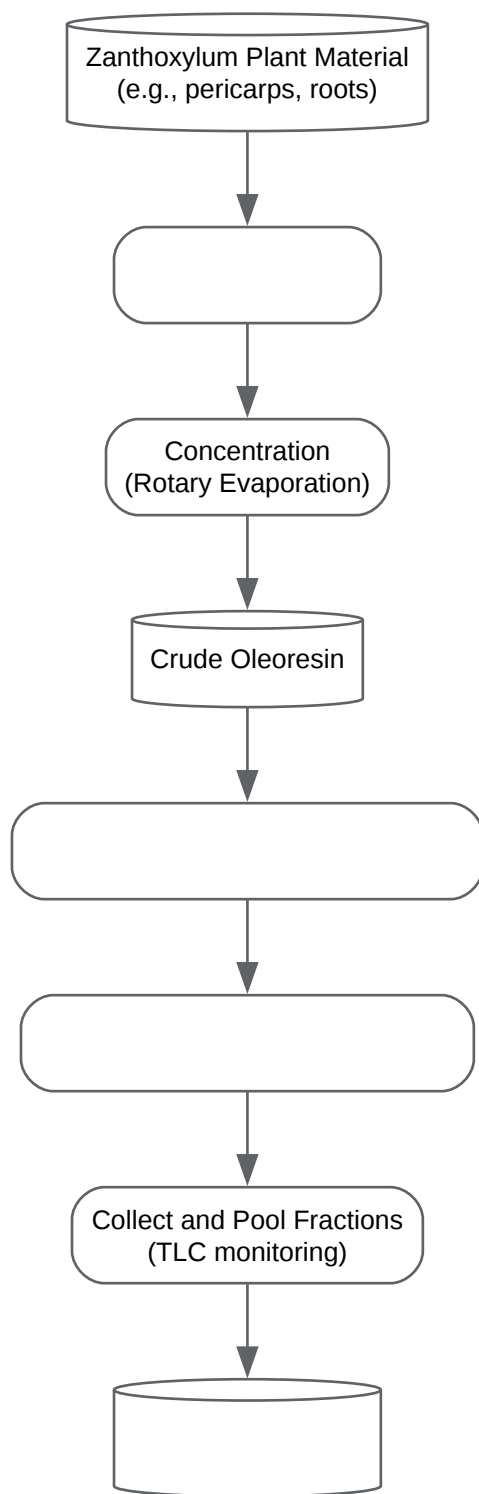 Zanthoxylum Plant Material
(e.g., pericarps, roots)
Concentration
(Rotary Evaporation)
Crude Oleoresin
Collect and Pool Fractions
(TLC monitoring)